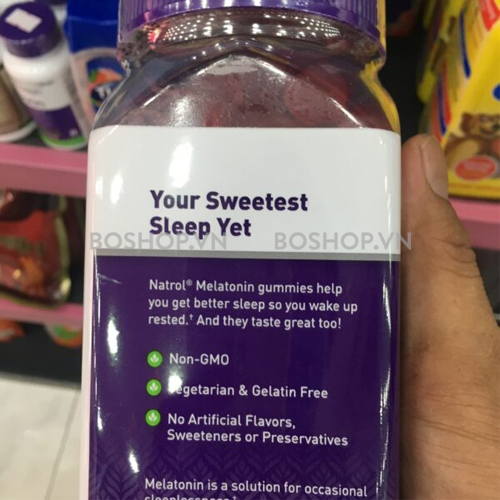 Your Sweetest
Sleep Yet
BOSHOP.VN BOSHOP.VN
Natrol® Melatonin gummies help
you get better sleep so you wake up
rested.† And they taste great too!
Non-GMO
Vegetarian & Gelatin Free
No Artificial Flavors,
Sweeteners or Preservatives
Melatonin is a solution for occasional
sleeplessness.†